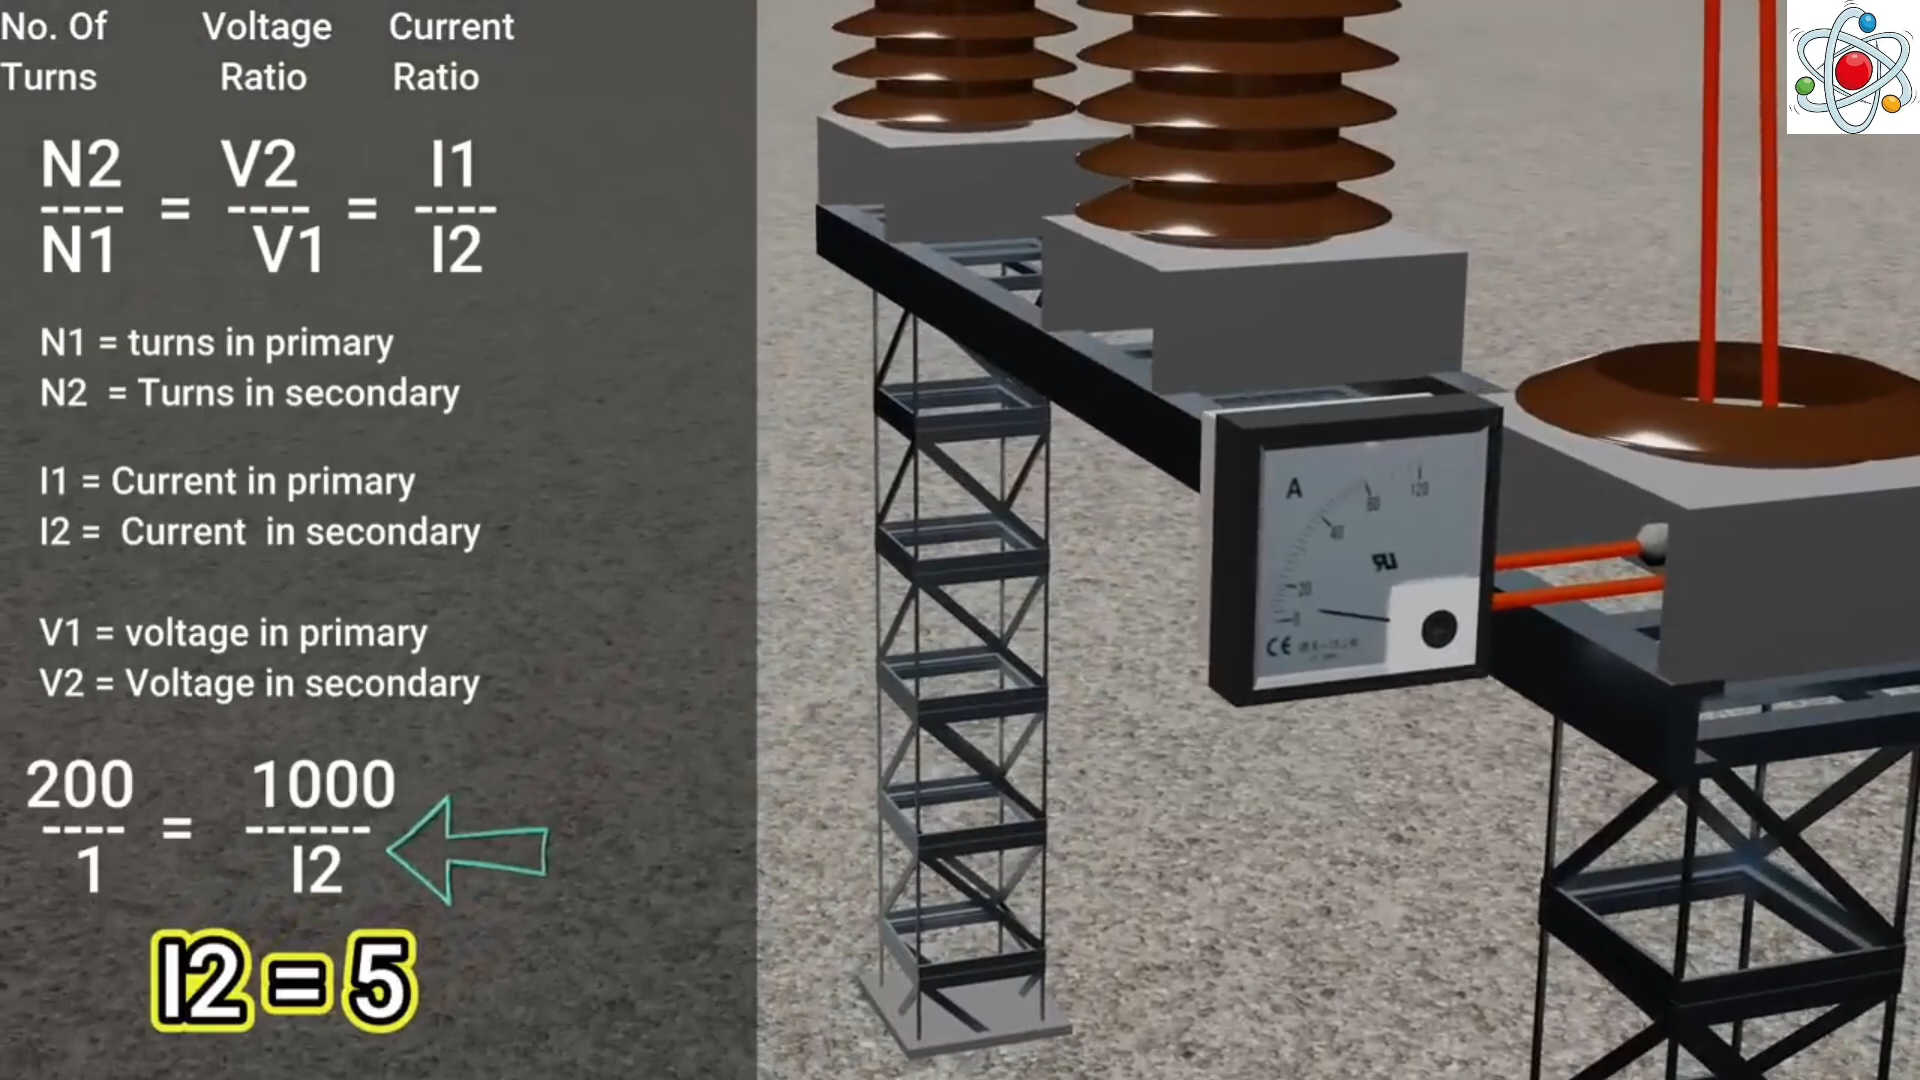 No. Of Voltage Current
Turns Ratio Ratio
N2 V2 I1
---- = ---- = ----
N1 V1 I2
N1 = turns in primary
N2 = Turns in secondary
I1 = Current in primary
I2 = Current in secondary
V1 = voltage in primary
V2 = Voltage in secondary
200 1000
---- = ------
1 I2
I2 = 5
A
120
60
40
20
0
CE